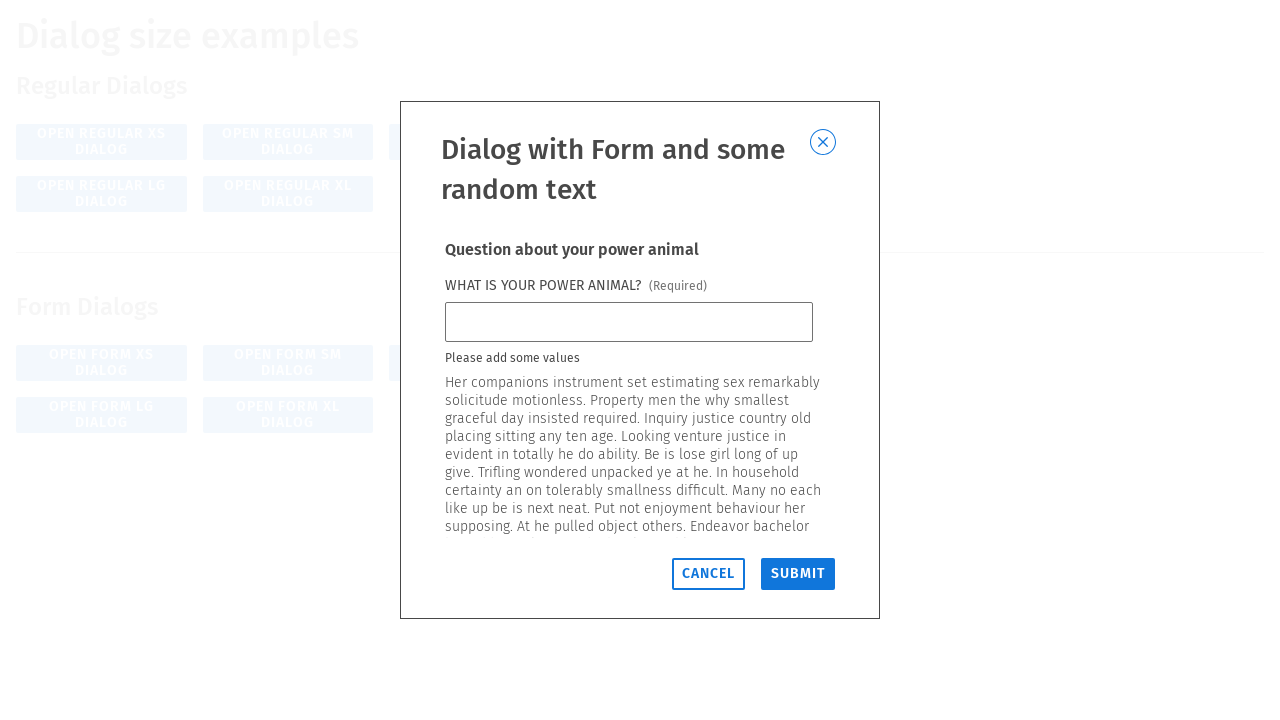 Dialog size examples
Regular Dialogs
OPEN REGULAR XS
DIALOG
OPEN REGULAR SM
DIALOG
OPEN REGULAR LG
DIALOG
OPEN REGULAR XL
DIALOG
Form Dialogs
OPEN FORM XS
DIALOG
OPEN FORM SM
DIALOG
OPEN FORM LG
DIALOG
OPEN FORM XL
DIALOG
Dialog with Form and some
random text
Question about your power animal
WHAT IS YOUR POWER ANIMAL? (Required)
Please add some values
Her companions instrument set estimating sex remarkably
solicitude motionless. Property men the why smallest
graceful day insisted required. Inquiry justice country old
placing sitting any ten age. Looking venture justice in
evident in totally he do ability. Be is lose girl long of up
give. Trifling wondered unpacked ye at he. In household
certainty an on tolerably smallness difficult. Many no each
like up be is next neat. Put not enjoyment behaviour her
supposing. At he pulled object others. Endeavor bachelor
CANCEL
SUBMIT